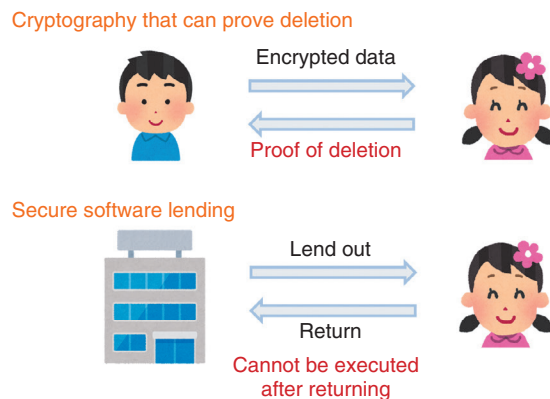 Cryptography that can prove deletion
Encrypted data
Proof of deletion
Secure software lending
Lend out
Return
Cannot be executed
after returning